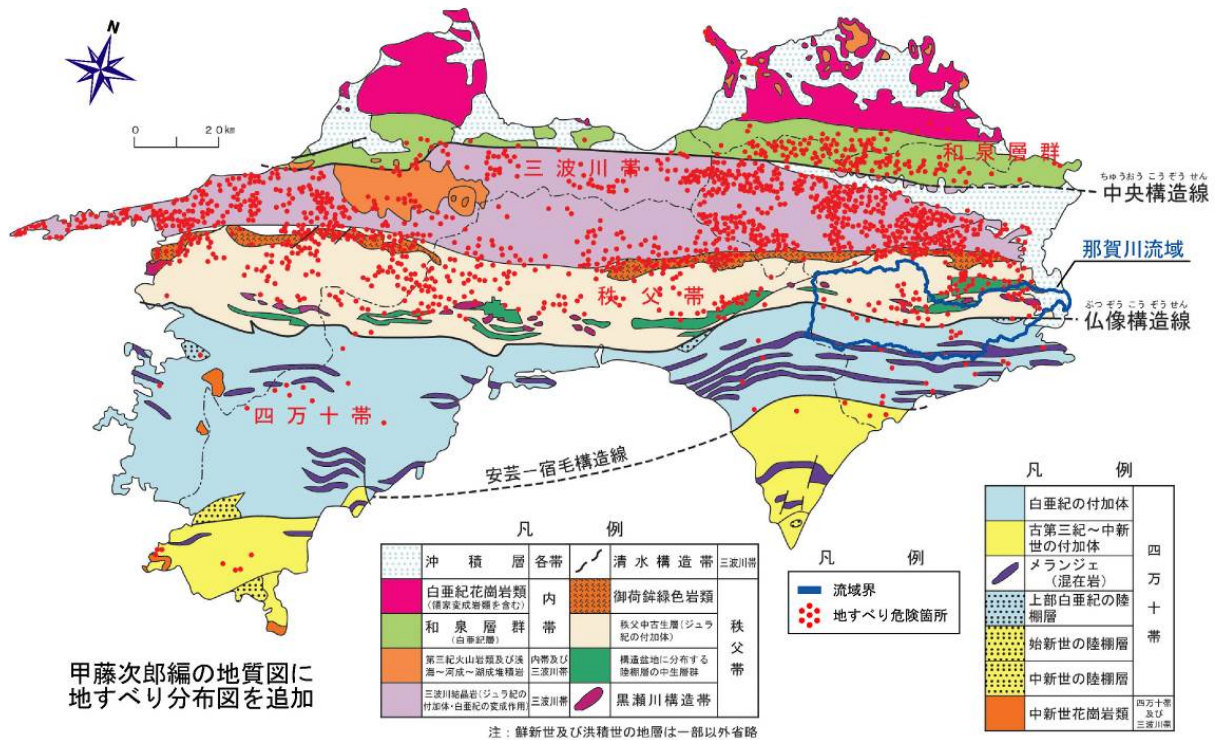 N
0 20km
三波川帯
和泉層群
ちゅうおう こうぞうせん
中央構造線
那賀川流域
秩父帯
ぶつぞうこうぞうせん
仏像構造線
四万十帯
安芸ー宿毛構造線
甲藤次郎編の地質図に
地すべり分布図を追加
凡 例
沖積層 各帯 清水構造帯 三波川帯
白亜紀花崗岩類
(領家変成岩類を含む)
内帯
御荷鉾緑色岩類
秩父帯
和泉層群
(白亜紀層)
秩父中古生層(ジュラ
紀の付加体)
第三紀火山岩類及び浅
海～河成～湖成堆積岩
内帯及び
三波川帯
構造盆地に分布する
陸棚層の中生層群
三波川結晶岩(ジュラ紀の
付加体・白亜紀の変成作用)
三波川帯
黒瀬川構造帯
注：鮮新世及び洪積世の地層は一部以外省略
凡 例
流域界
地すべり危険箇所
凡 例
白亜紀の付加体
四万十帯
古第三紀～中新
世の付加体
メランジェ
(混在岩)
上部白亜紀の陸
棚層
始新世の陸棚層
中新世の陸棚層
中新世花崗岩類
四万十帯
及び
三波川帯